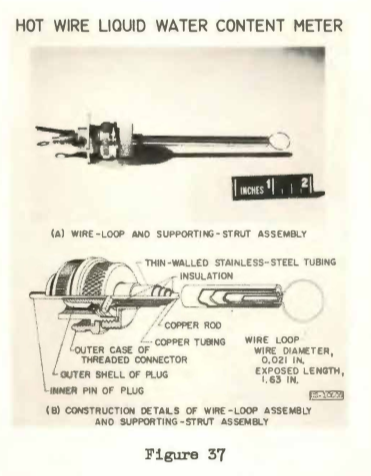 HOT WIRE LIQUID WATER CONTENT METER
INCHES 1 2
(A) WIRE-LOOP AND SUPPORTING-STRUT ASSEMBLY
THIN-WALLED STAINLESS-STEEL TUBING
INSULATION
COPPER ROD
COPPER TUBING
OUTER CASE OF
THREADED CONNECTOR
OUTER SHELL OF PLUG
INNER PIN OF PLUG
WIRE LOOP
WIRE DIAMETER,
0.021 IN.
EXPOSED LENGTH,
1.63 IN.
(B) CONSTRUCTION DETAILS OF WIRE-LOOP ASSEMBLY
AND SUPPORTING-STRUT ASSEMBLY
Figure 37